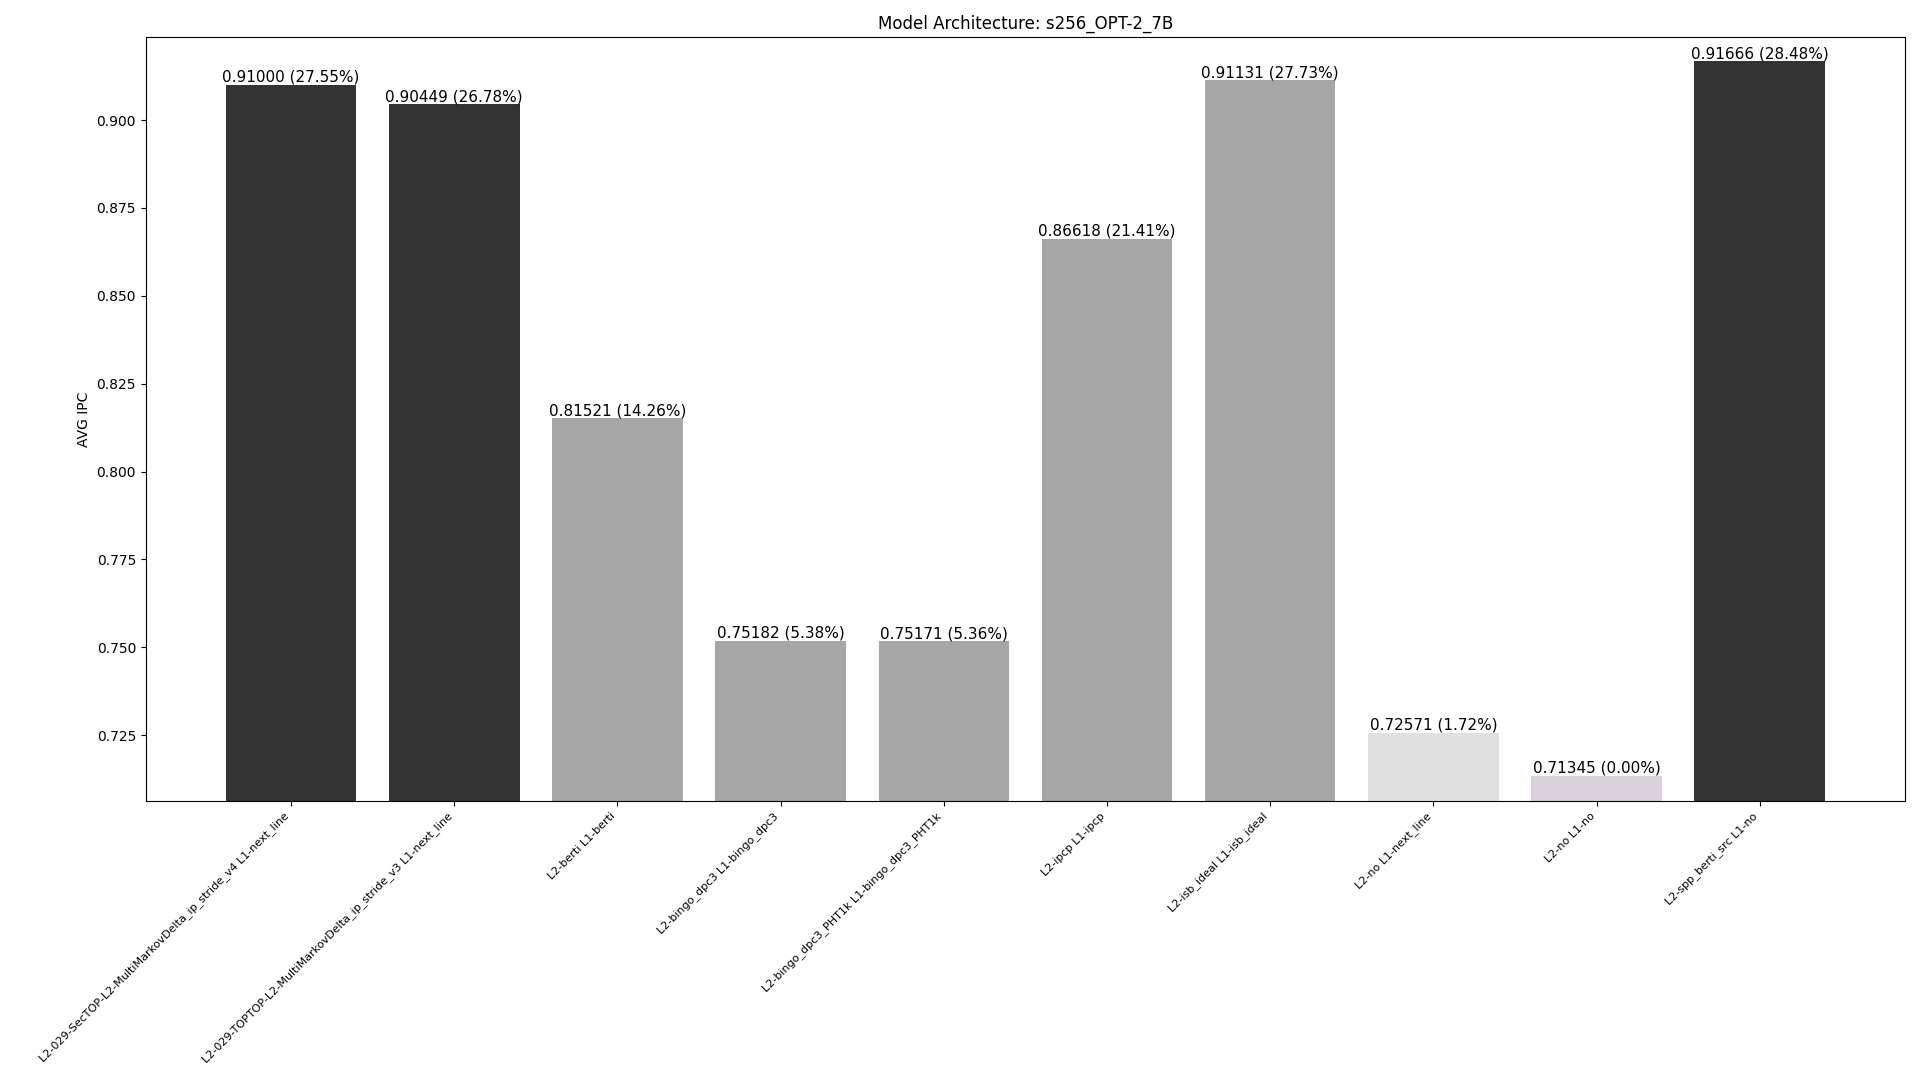 Model Architecture: s256_OPT-2_7B
0.91000 (27.55%)
0.90449 (26.78%)
0.81521 (14.26%)
0.75182 (5.38%)
0.75171 (5.36%)
0.86618 (21.41%)
0.91131 (27.73%)
0.72571 (1.72%)
0.71345 (0.00%)
0.91666 (28.48%)
AVG IPC
0.900
0.875
0.850
0.825
0.800
0.775
0.750
0.725
L2-029-SecTOP-L2-MultiMarkovDelta_ip_stride_v4 L1-next_line
L2-029-TOPTOP-L2-MultiMarkovDelta_ip_stride_v3 L1-next_line
L2-berti L1-berti
L2-bingo_dpc3 L1-bingo_dpc3
L2-bingo_dpc3_PHT1k L1-bingo_dpc3_PHT1k
L2-ipcp L1-ipcp
L2-isb_ideal L1-isb_ideal
L2-no L1-next_line
L2-no L1-no
L2-spp_berti_src L1-no